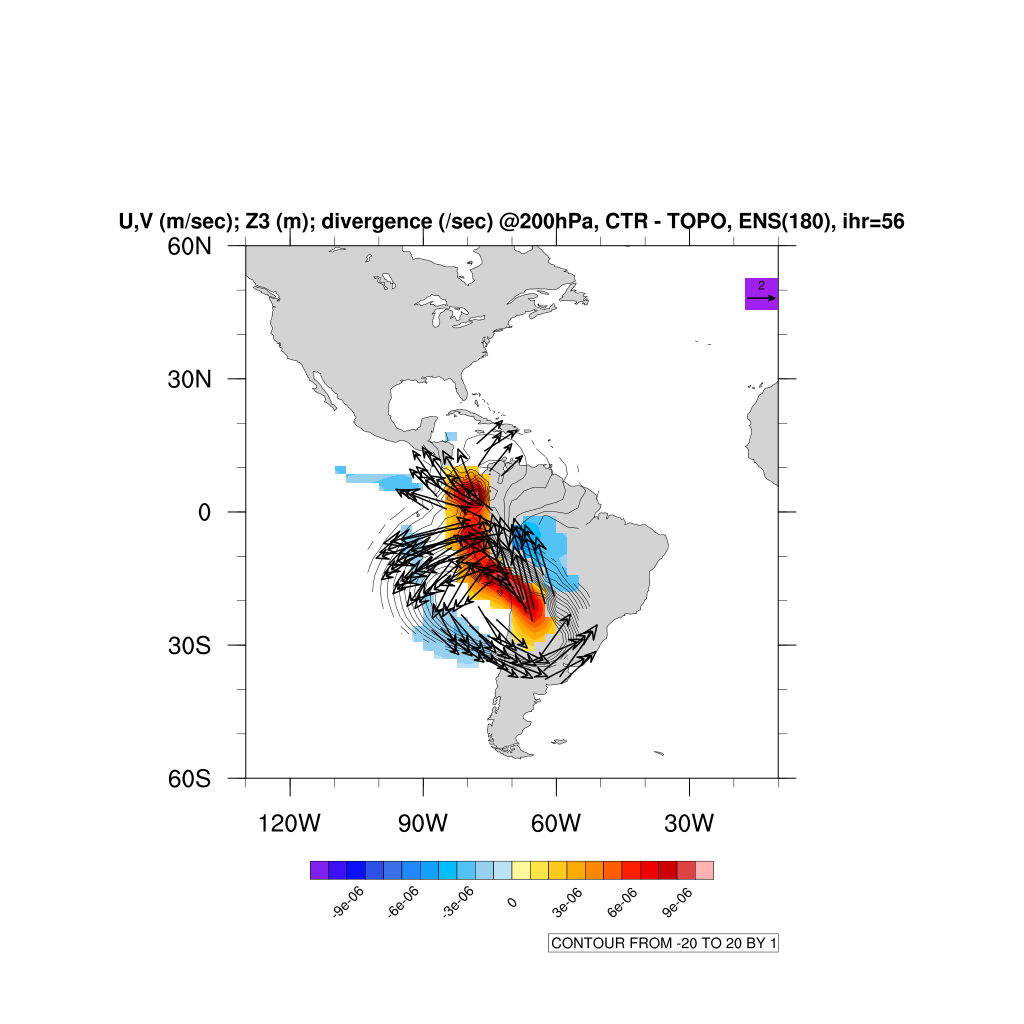 U,V (m/sec); Z3 (m); divergence (/sec) @200hPa, CTR - TOPO, ENS(180), ihr=56
60N
2
30N
0
30S
60S
120W 90W 60W 30W
-9e-06 -6e-06 -3e-06 0 3e-06 6e-06 9e-06
CONTOUR FROM -20 TO 20 BY 1